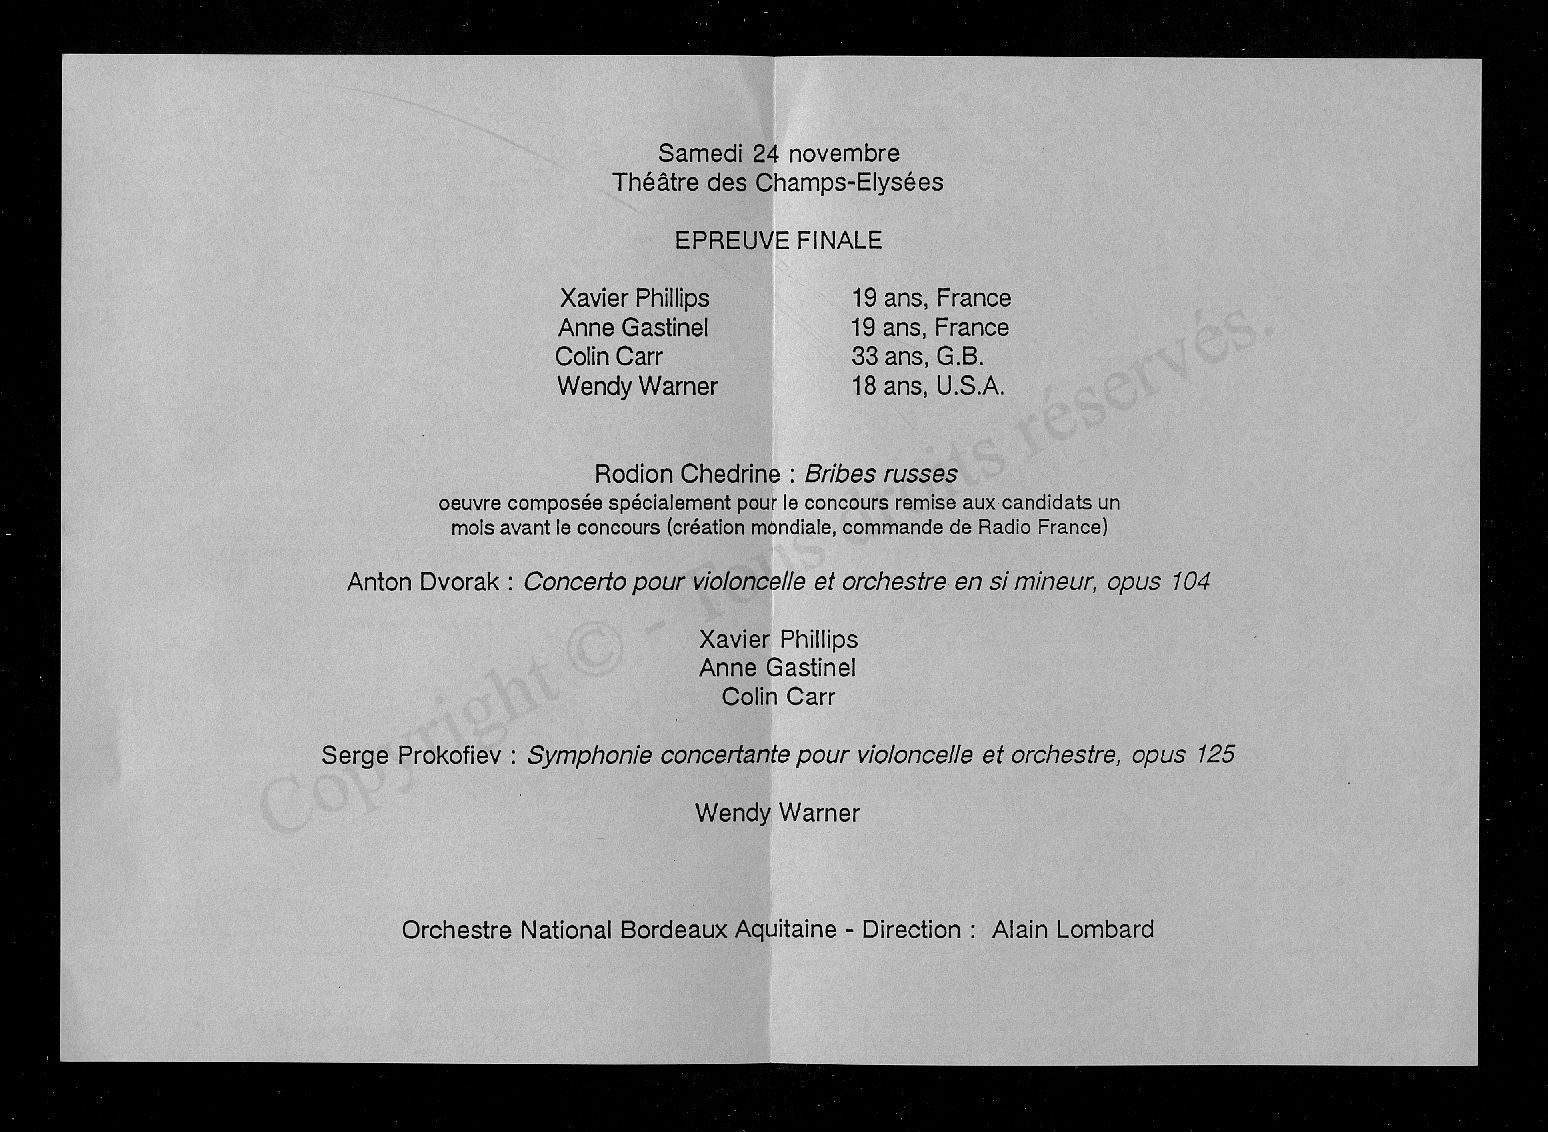 Samedi 24 novembre
Théâtre des Champs-Elysées
EPREUVE FINALE
Xavier Phillips 19 ans, France
Anne Gastinel 19 ans, France
Colin Carr 33 ans, G.B.
Wendy Warner 18 ans, U.S.A.
Rodion Chedrine : Bribes russes
oeuvre composée spécialement pour le concours remise aux candidats un
mois avant le concours (création mondiale, commande de Radio France)
Anton Dvorak : Concerto pour violoncelle et orchestre en si mineur, opus 104
Xavier Phillips
Anne Gastinel
Colin Carr
Serge Prokofiev : Symphonie concertante pour violoncelle et orchestre, opus 125
Wendy Warner
Orchestre National Bordeaux Aquitaine - Direction : Alain Lombard
Copyright © - Tous droits réservés.